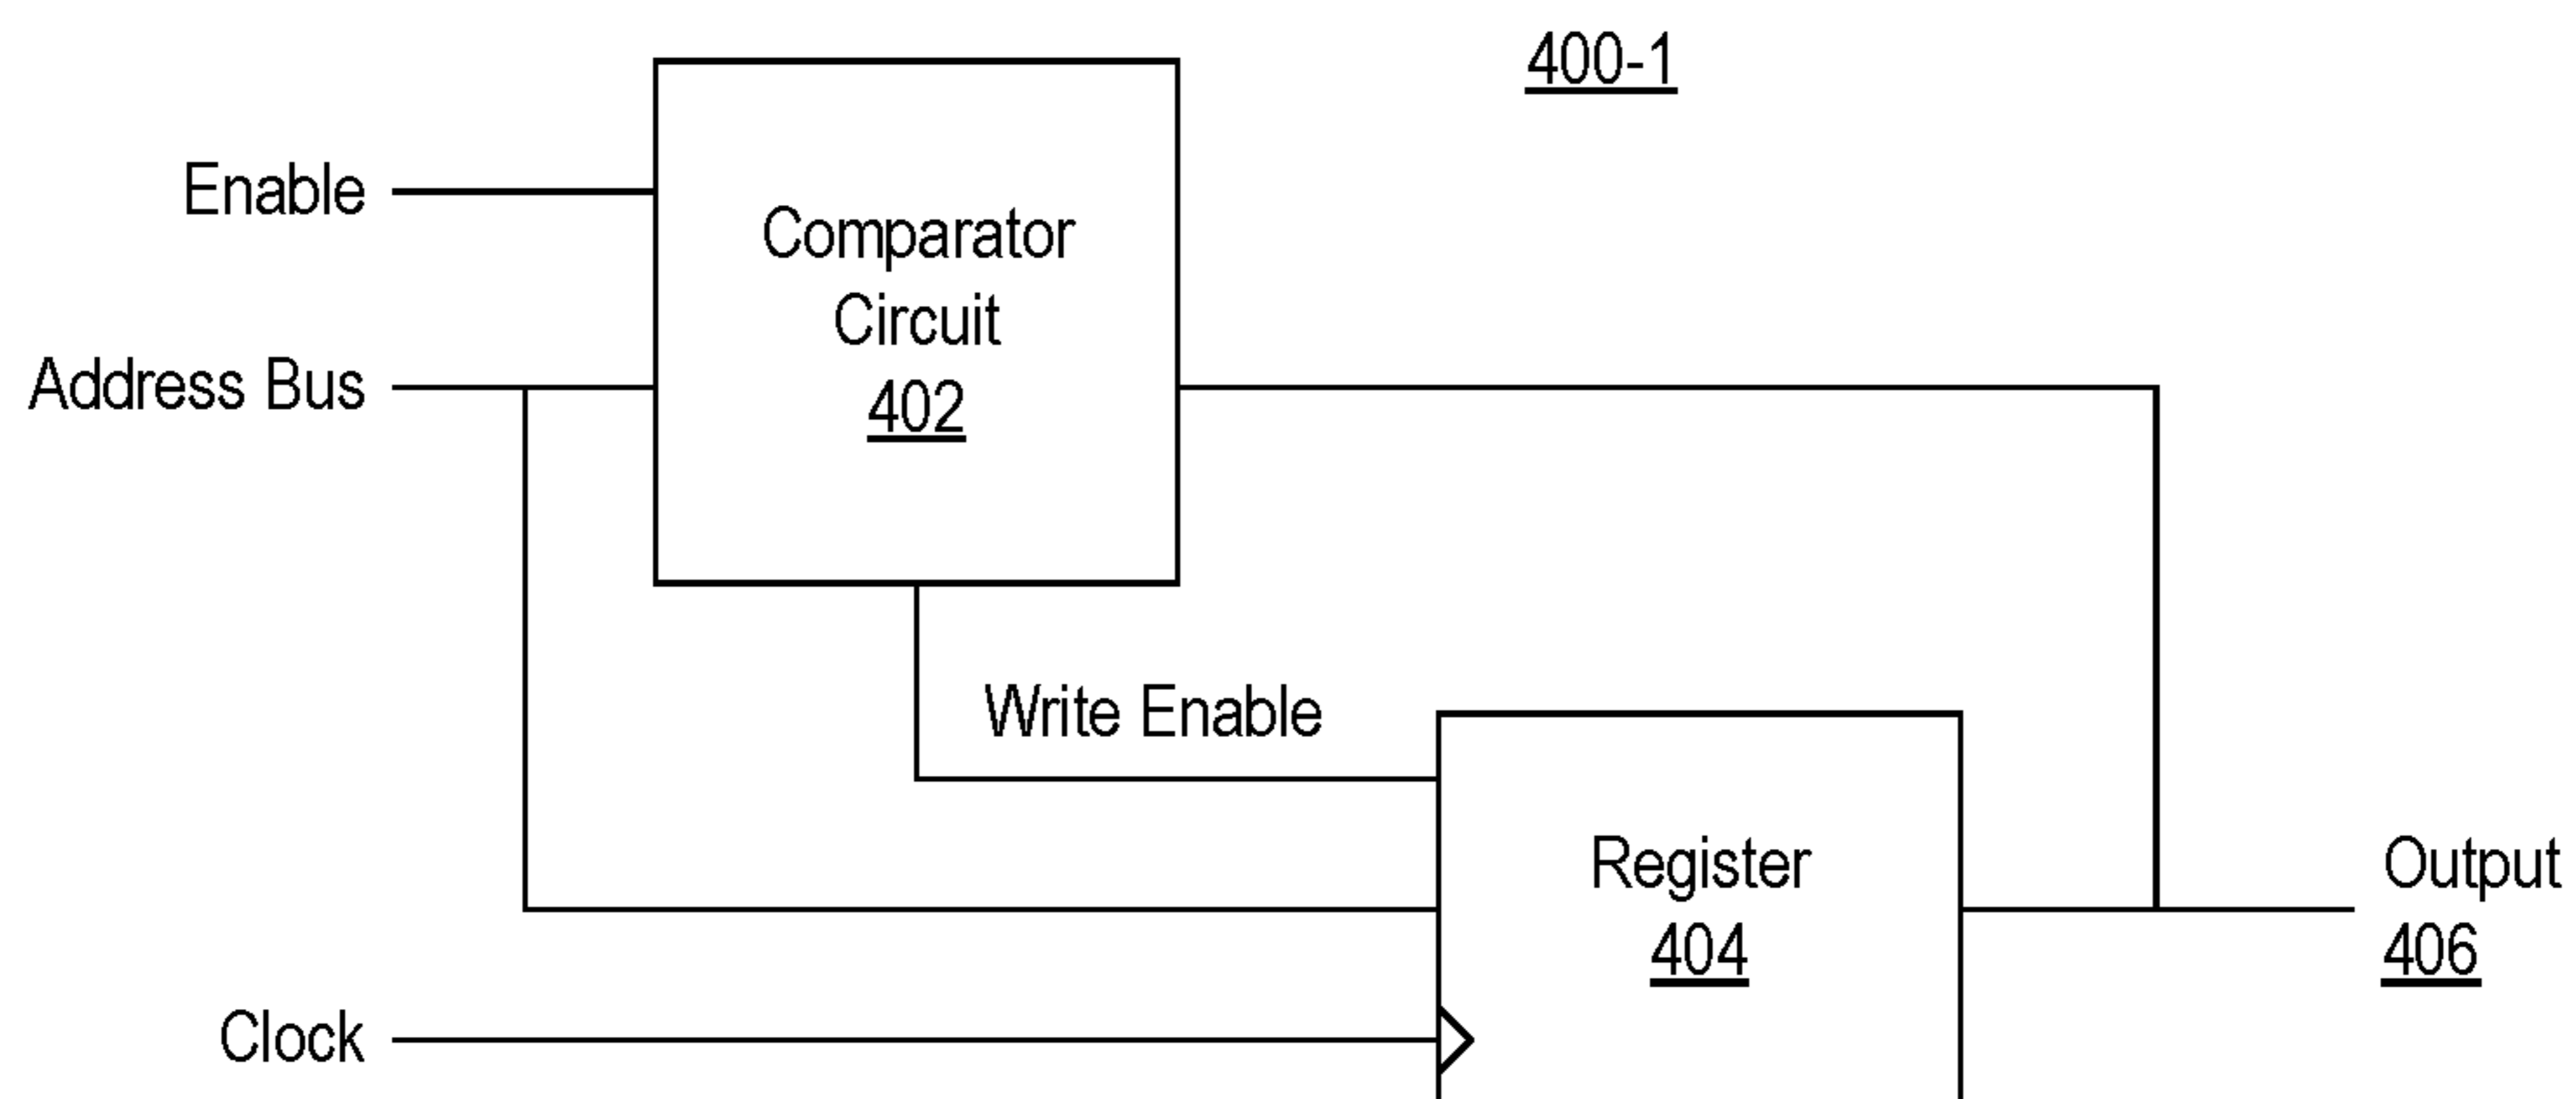 400-1
Enable
Comparator
Circuit
402
Address Bus
Write Enable
Register
404
Output
406
Clock